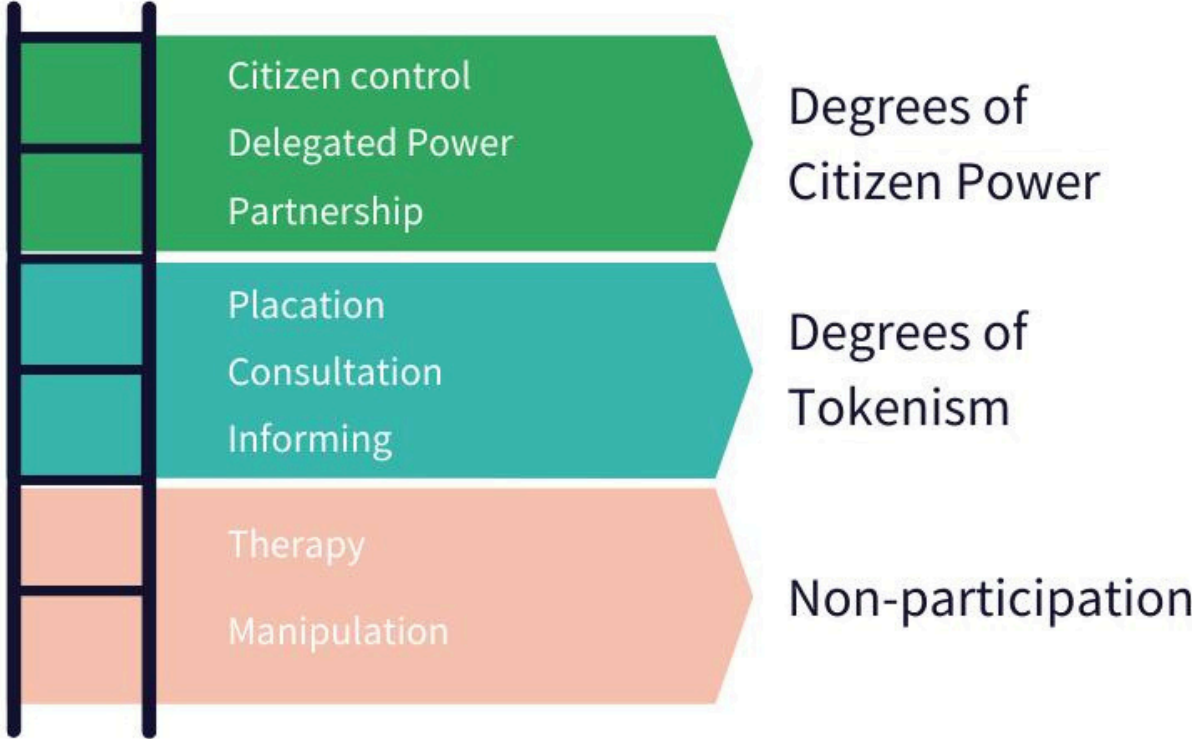 Citizen control
Delegated Power
Partnership
Degrees of
Citizen Power
Placation
Consultation
Informing
Degrees of
Tokenism
Therapy
Manipulation
Non-participation